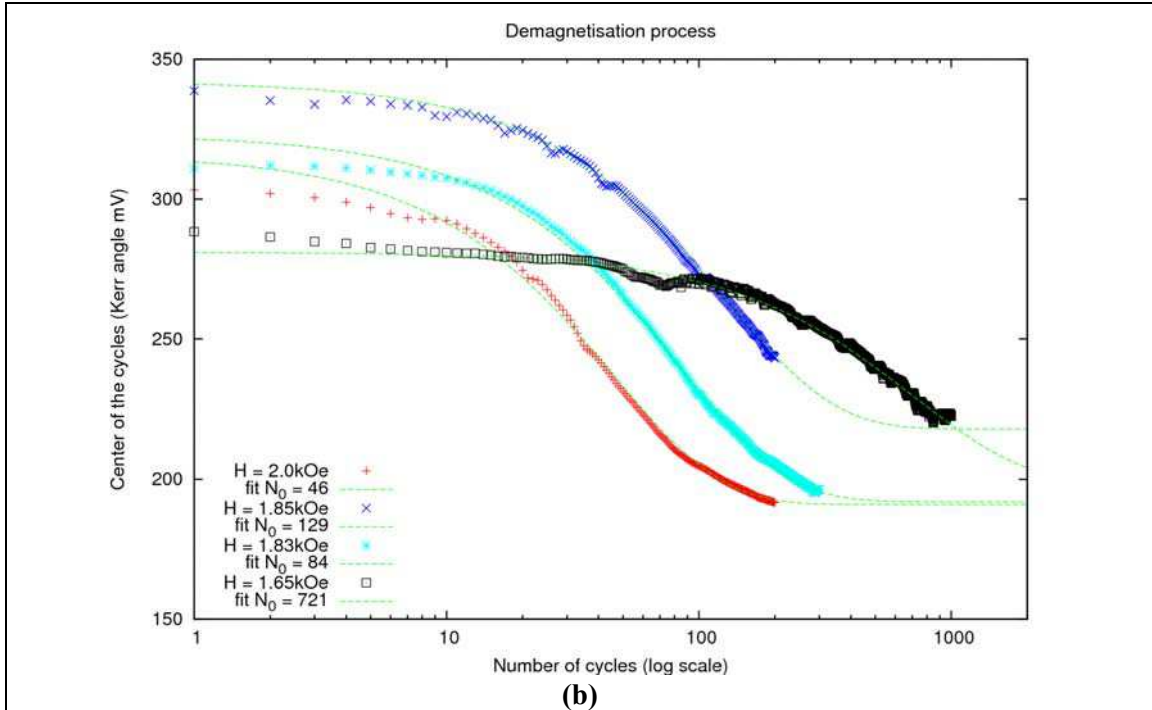 Demagnetisation process
350
300
250
200
150
Center of the cycles (Kerr angle mV)
H = 2.0kOe
fit N0 = 46
H = 1.85kOe
fit N0 = 129
H = 1.83kOe
fit N0 = 84
H = 1.65kOe
fit N0 = 721
1 10 100 1000
Number of cycles (log scale)
(b)